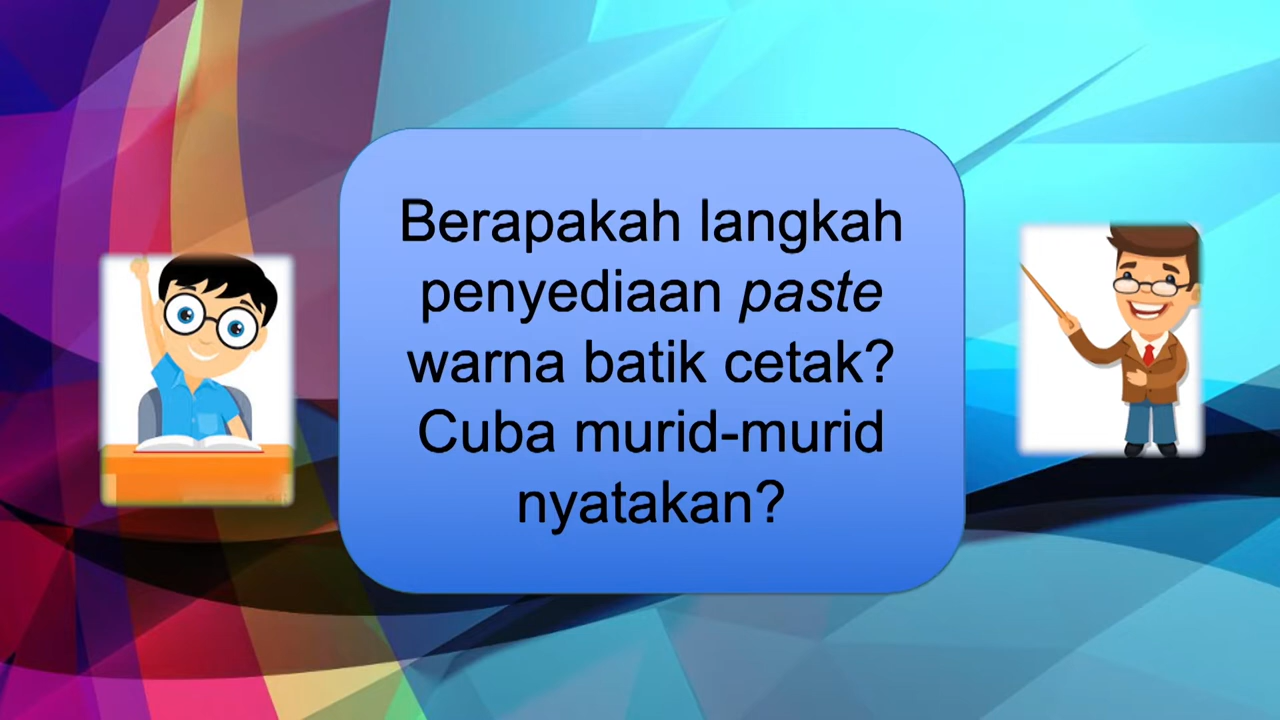 Berapakah langkah
penyediaan paste
warna batik cetak?
Cuba murid-murid
nyatakan?